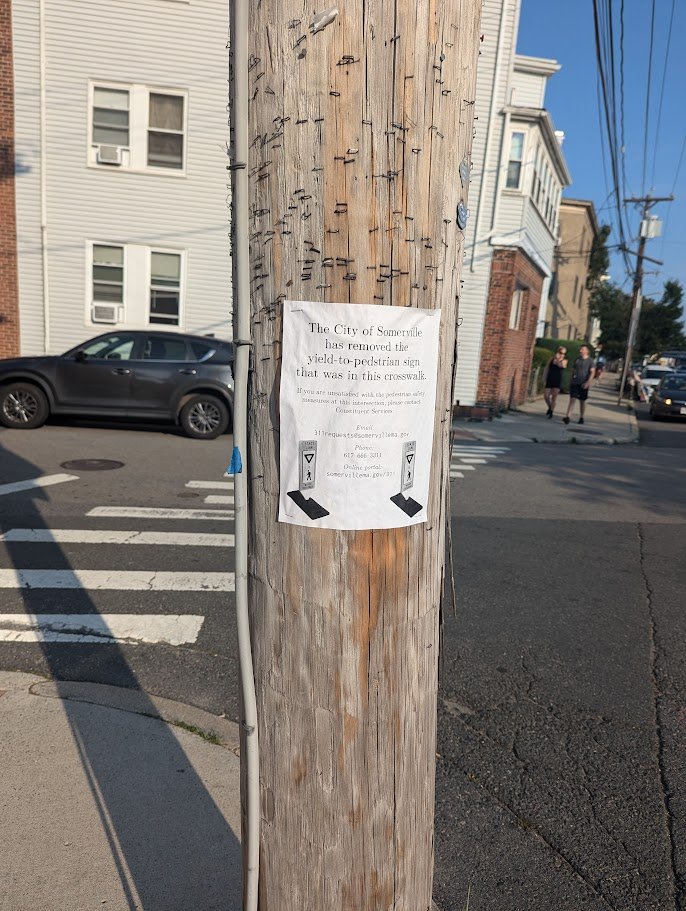 The City of Somerville
has removed the
yield-to-pedstrian sign
that was in this crosswalk.
If you are unsatisfied with the pedestrian safety
measures at this intersection, please contact
Constituent Services
Email
311requests@somervillema.gov
Phone:
617-666-3311
Online portal:
somervillema.gov/311